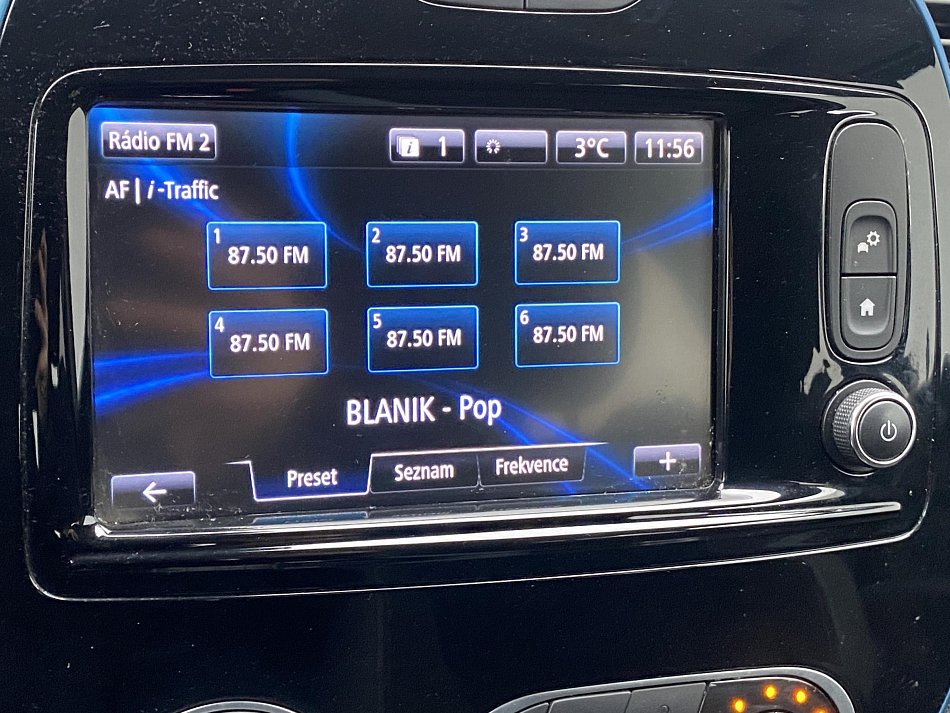 Rádio FM 2
i 1
3°C
11:56
AF | i-Traffic
1 87.50 FM
2 87.50 FM
3 87.50 FM
4 87.50 FM
5 87.50 FM
6 87.50 FM
BLANIK - Pop
Preset
Seznam
Frekvence
+